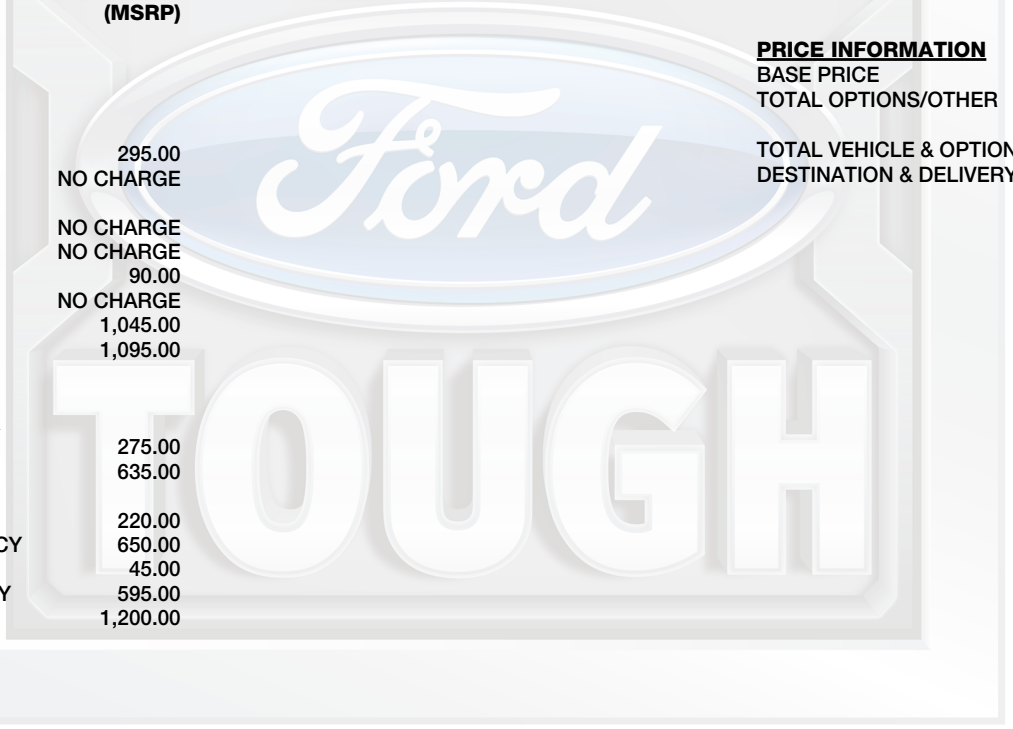 (MSRP)
295.00
NO CHARGE
NO CHARGE
NO CHARGE
90.00
NO CHARGE
1,045.00
1,095.00
275.00
635.00
220.00
CY 650.00
45.00
Y 595.00
1,200.00
PRICE INFORMATION
BASE PRICE
TOTAL OPTIONS/OTHER
TOTAL VEHICLE & OPTION
DESTINATION & DELIVERY
Ford
TOUGH